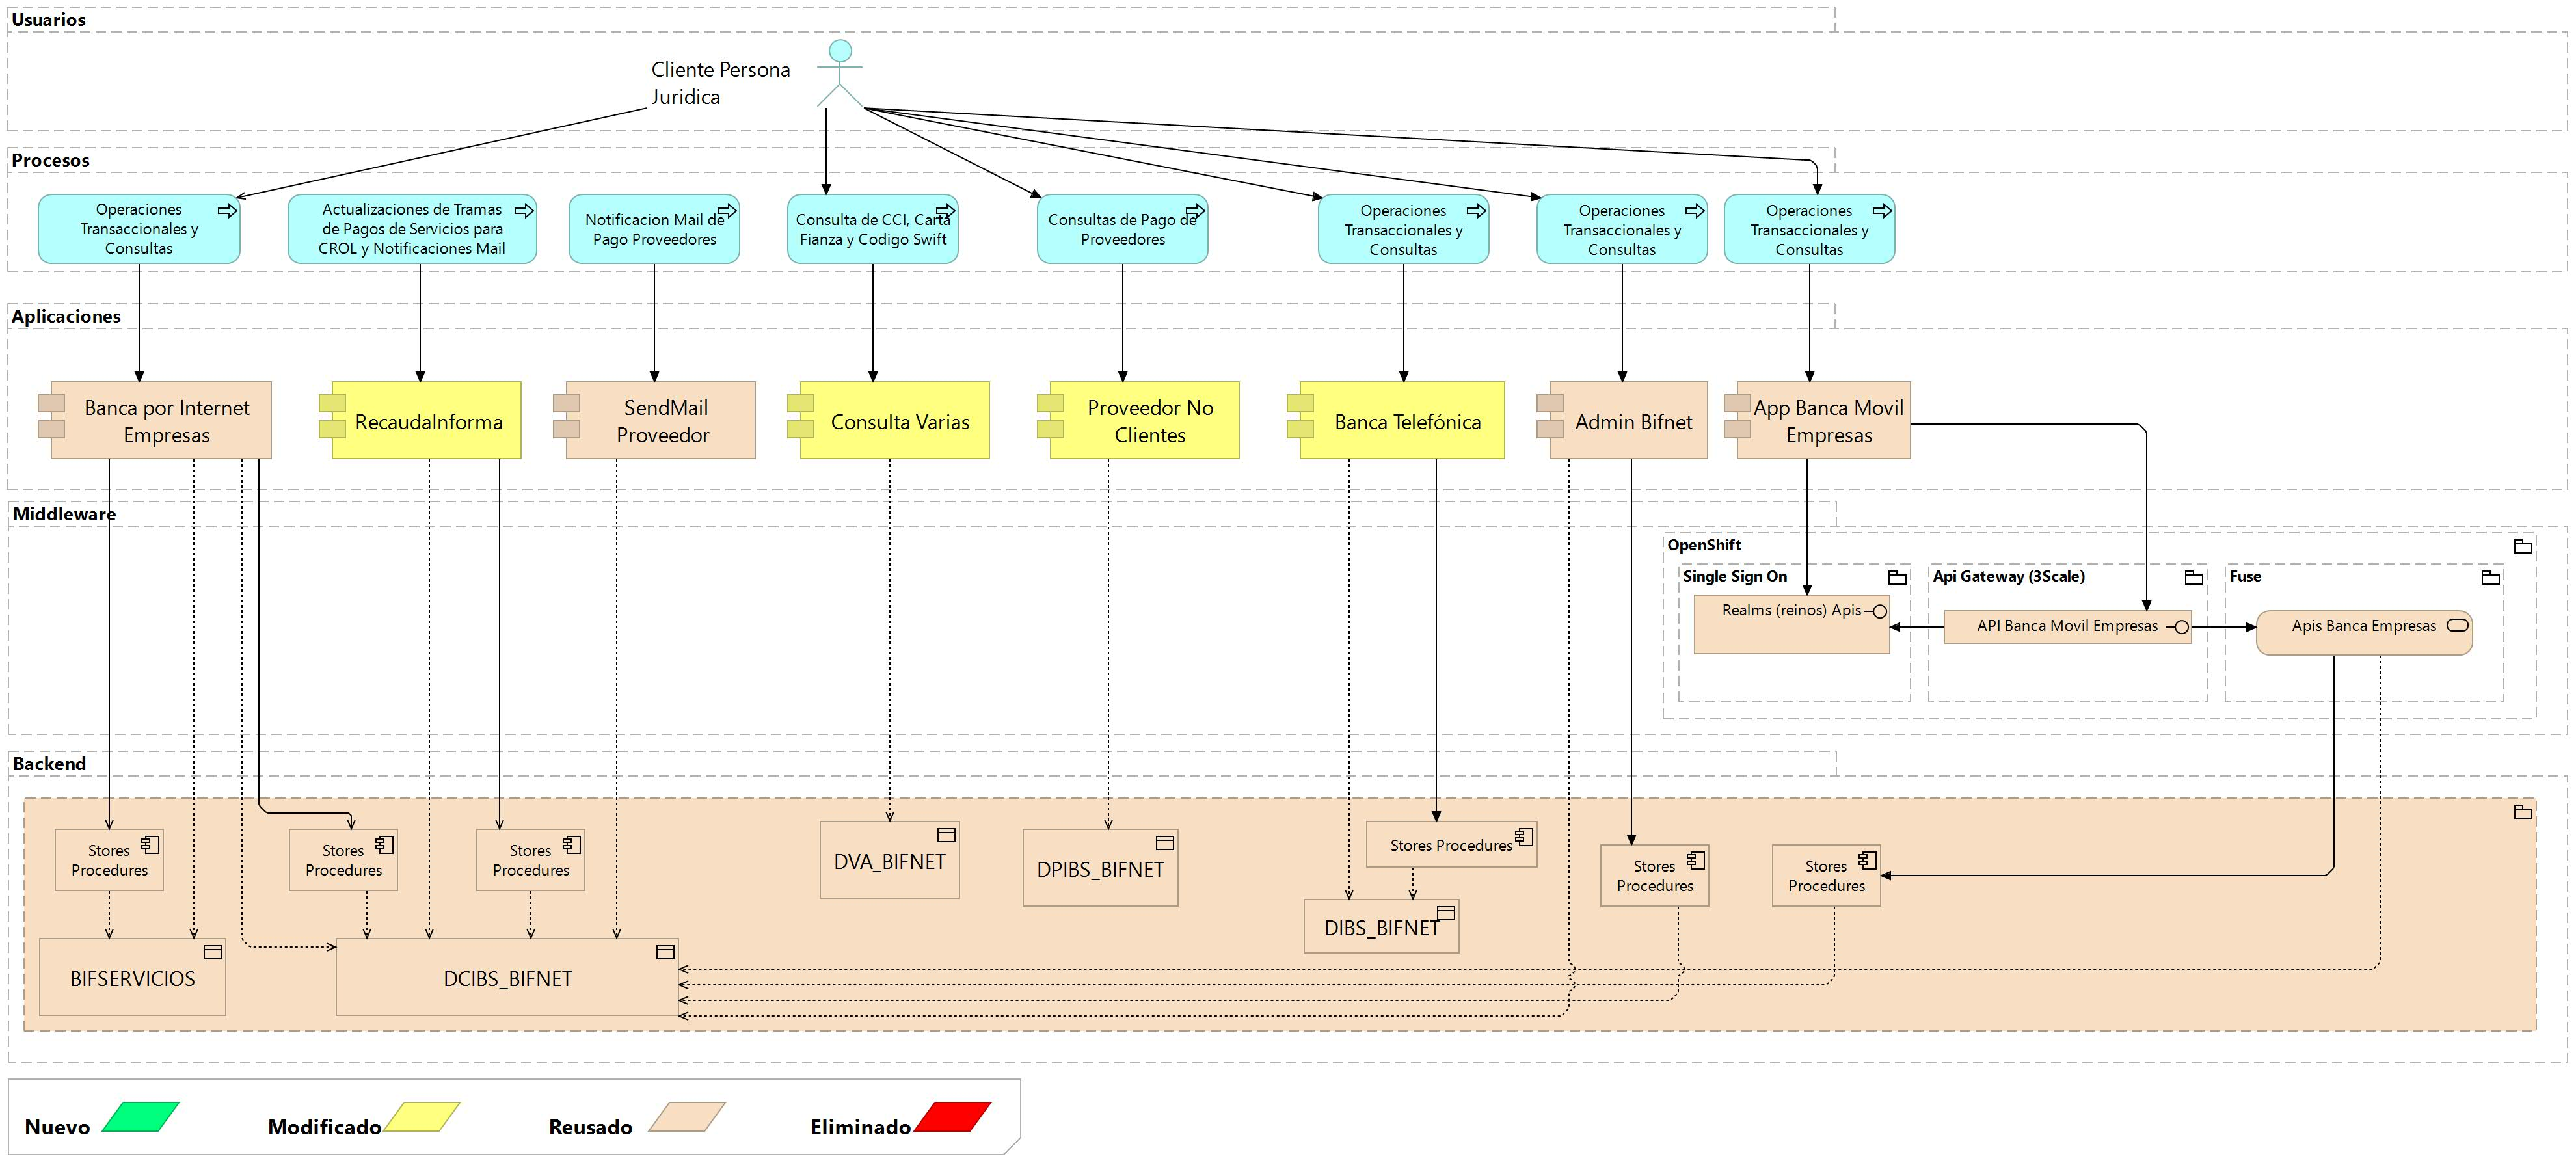 Usuarios
Cliente Persona
Juridica
Procesos
Operaciones
Transaccionales y
Consultas
Actualizaciones de Tramas
de Pagos de Servicios para
CROL y Notificaciones Mail
Notificacion Mail de
Pago Proveedores
Consulta de CCI, Carta
Fianza y Codigo Swift
Consultas de Pago de
Proveedores
Operaciones
Transaccionales y
Consultas
Operaciones
Transaccionales y
Consultas
Operaciones
Transaccionales y
Consultas
Aplicaciones
Banca por Internet
Empresas
RecaudaInforma
SendMail
Proveedor
Consulta Varias
Proveedor No
Clientes
Banca Telefónica
Admin Bifnet
App Banca Movil
Empresas
Middleware
OpenShift
Single Sign On
Realms (reinos) Apis
Api Gateway (3Scale)
API Banca Movil Empresas
Fuse
Apis Banca Empresas
Backend
Stores
Procedures
Stores
Procedures
Stores
Procedures
DVA_BIFNET
DPIBS_BIFNET
Stores Procedures
Stores
Procedures
Stores
Procedures
DIBS_BIFNET
BIFSERVICIOS
DCIBS_BIFNET
Nuevo
Modificado
Reusado
Eliminado